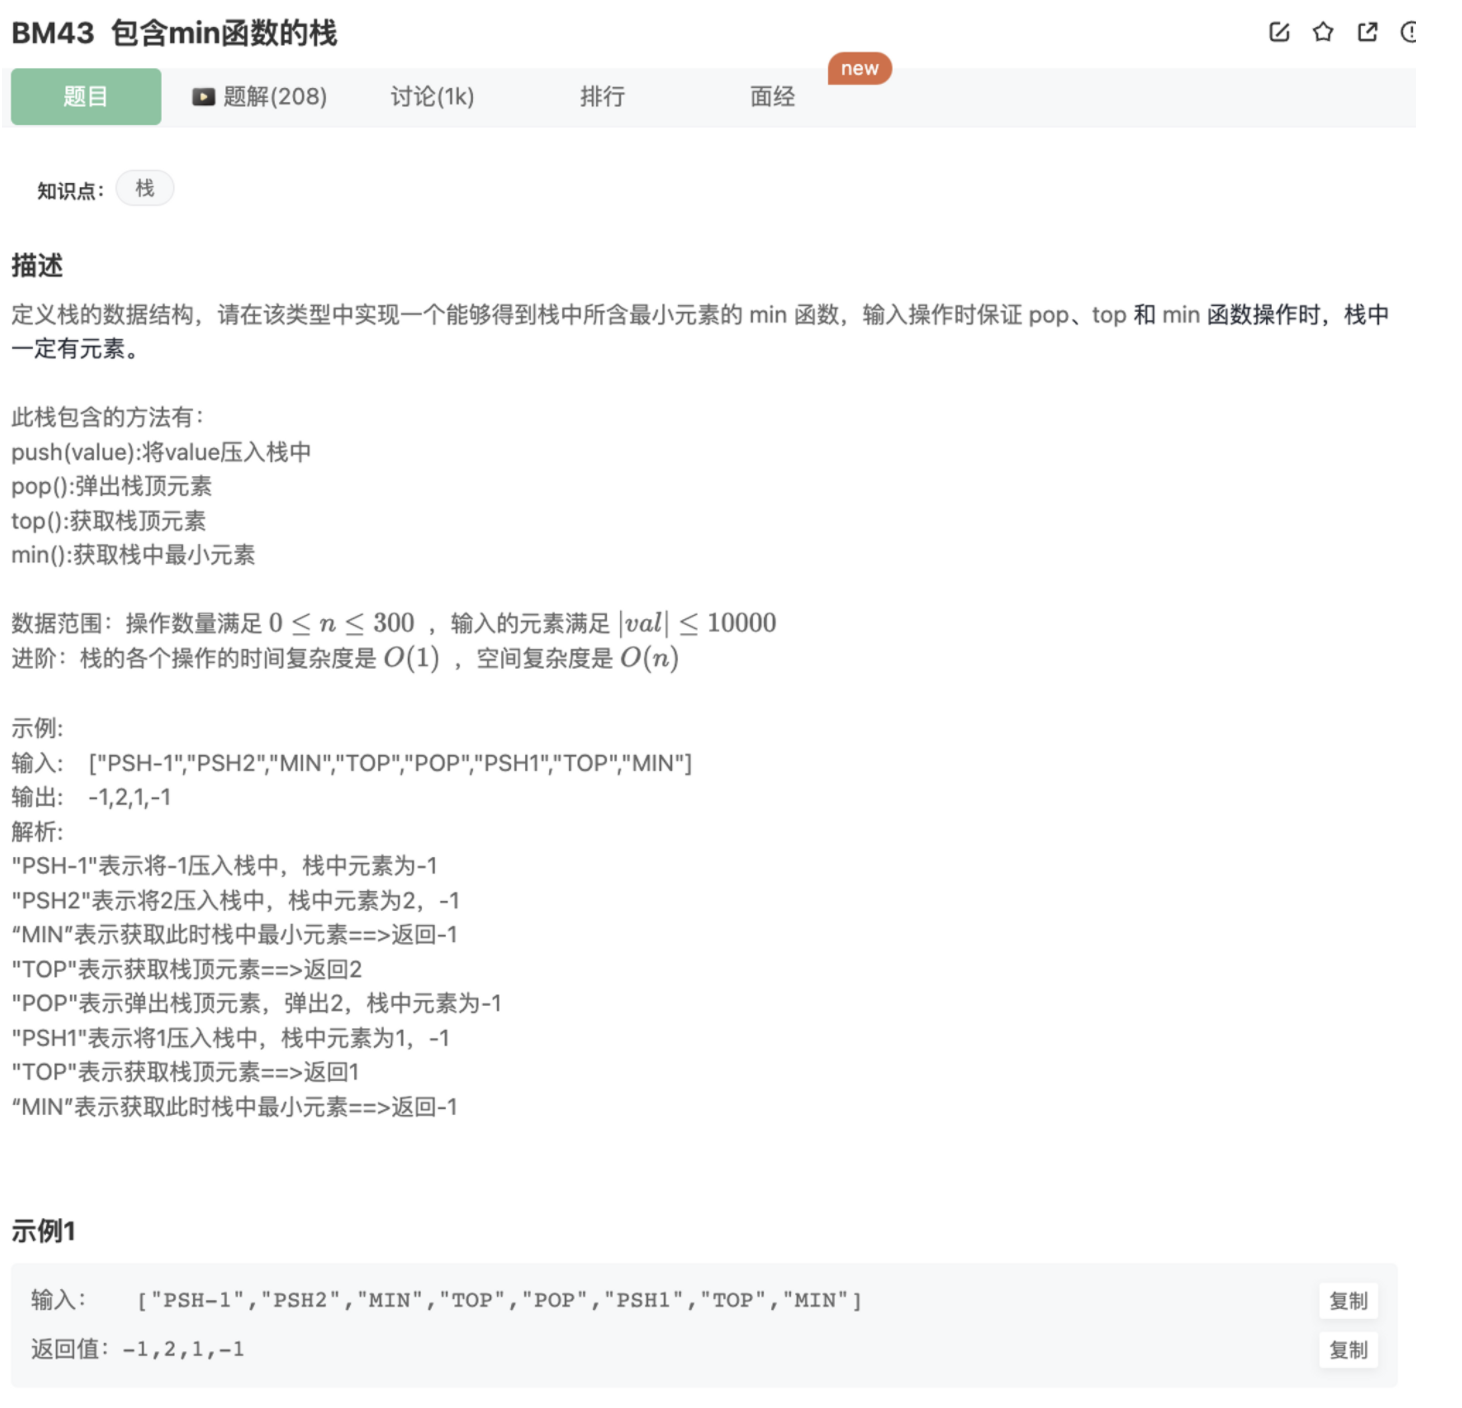 BM43 包含min函数的栈
题目 题解(208) 讨论(1k) 排行 面经 new
知识点： 栈
描述
定义栈的数据结构，请在该类型中实现一个能够得到栈中所含最小元素的 min 函数，输入操作时保证 pop、top 和 min 函数操作时，栈中
一定有元素。
此栈包含的方法有：
push(value):将value压入栈中
pop():弹出栈顶元素
top():获取栈顶元素
min():获取栈中最小元素
数据范围：操作数量满足 0 ≤ n ≤ 300 ，输入的元素满足 |val| ≤ 10000
进阶：栈的各个操作的时间复杂度是 O(1) ，空间复杂度是 O(n)
示例:
输入: ["PSH-1","PSH2","MIN","TOP","POP","PSH1","TOP","MIN"]
输出: -1,2,1,-1
解析:
"PSH-1"表示将-1压入栈中，栈中元素为-1
"PSH2"表示将2压入栈中，栈中元素为2，-1
“MIN”表示获取此时栈中最小元素==>返回-1
"TOP"表示获取栈顶元素==>返回2
"POP"表示弹出栈顶元素，弹出2，栈中元素为-1
"PSH1"表示将1压入栈中，栈中元素为1，-1
"TOP"表示获取栈顶元素==>返回1
“MIN”表示获取此时栈中最小元素==>返回-1
示例1
输入： ["PSH-1","PSH2","MIN","TOP","POP","PSH1","TOP","MIN"] 复制
返回值：-1,2,1,-1 复制